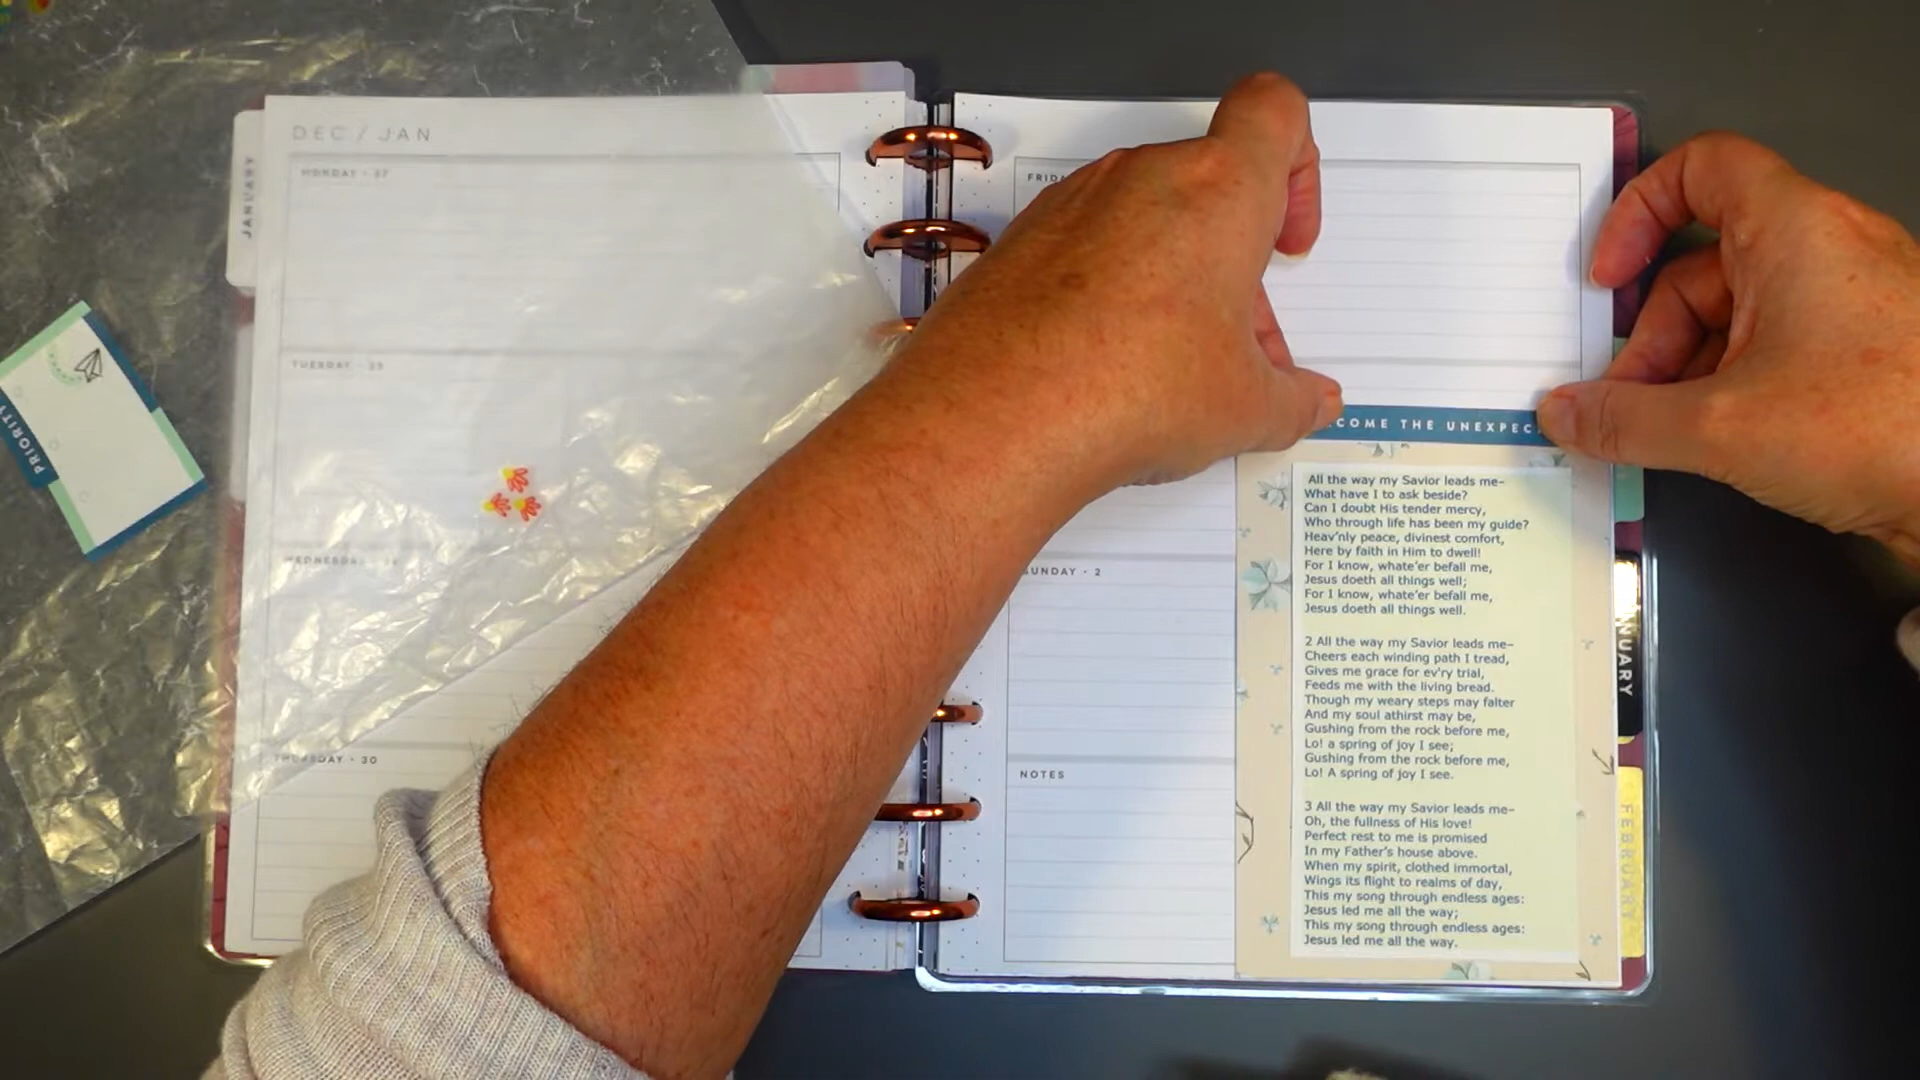 DEC / JAN
JANUARY
MONDAY · 27
TUESDAY · 28
PRIORITY
THURSDAY · 30
SUNDAY · 2
NOTES
THE UNEXPEC
All the way my Savior leads me–
What have I to ask beside?
Can I doubt His tender mercy,
Who through life has been my guide?
Heav'nly peace, divinest comfort,
Here by faith in Him to dwell!
For I know, whate'er befall me,
Jesus doeth all things well;
For I know, whate'er befall me,
Jesus doeth all things well.
2 All the way my Savior leads me–
Cheers each winding path I tread,
Gives me grace for ev'ry trial,
Feeds me with the living bread.
Though my weary steps may falter
And my soul athirst may be,
Gushing from the rock before me,
Lo! a spring of joy I see;
Gushing from the rock before me,
Lo! A spring of joy I see.
3 All the way my Savior leads me–
Oh, the fullness of His love!
Perfect rest to me is promised
In my Father's house above.
When my spirit, clothed immortal,
Wings its flight to realms of day,
This my song through endless ages:
Jesus led me all the way;
This my song through endless ages:
Jesus led me all the way.
NUARY
FEBRUARY